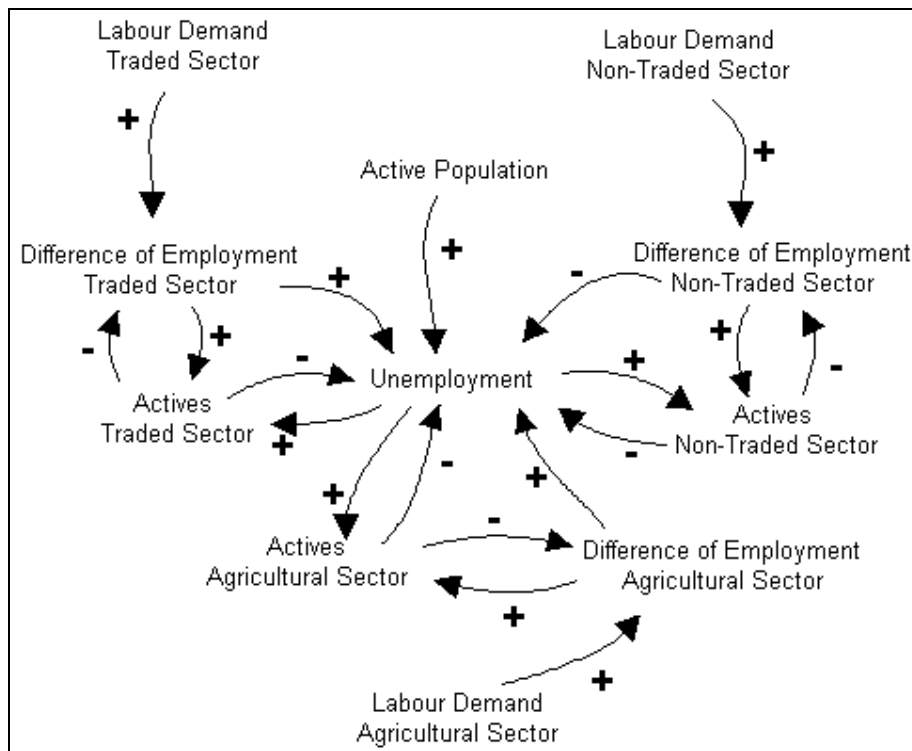 Labour Demand
Traded Sector
Labour Demand
Non-Traded Sector
+
+
Active Population
+
Difference of Employment
Traded Sector
+
Difference of Employment
Non-Traded Sector
-
-
+
-
+
-
Unemployment
+
Actives
Traded Sector
+
Actives
Non-Traded Sector
-
+
-
+
+
Actives
Agricultural Sector
-
Difference of Employment
Agricultural Sector
+
+
Labour Demand
Agricultural Sector